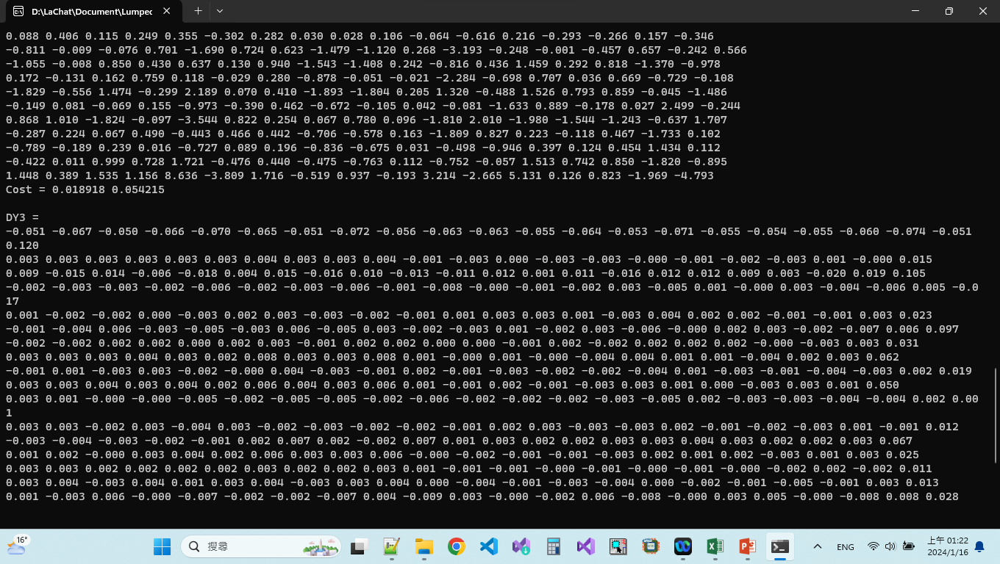 D:\LaChat\Document\Lumpec
0.088 0.406 0.115 0.249 0.355 -0.302 0.282 0.030 0.028 0.106 -0.064 -0.616 0.216 -0.293 -0.266 0.157 -0.346
-0.811 -0.009 -0.076 0.701 -1.690 0.724 0.623 -1.479 -1.120 0.268 -3.193 -0.248 -0.001 -0.457 0.657 -0.242 0.566
-1.055 -0.008 0.850 0.430 0.637 0.130 0.940 -1.543 -1.408 0.242 -0.816 0.436 1.459 0.292 0.818 -1.370 -0.978
0.172 -0.131 0.162 0.759 0.118 -0.029 0.280 -0.878 -0.051 -0.021 -2.284 -0.698 0.707 0.036 0.669 -0.729 -0.108
-1.829 -0.556 1.474 -0.299 2.189 0.070 0.410 -1.893 -1.804 0.205 1.320 -0.488 1.526 0.793 0.859 -0.045 -1.486
-0.149 0.081 -0.069 0.155 -0.973 -0.390 0.462 -0.672 -0.105 0.042 -0.081 -1.633 0.889 -0.178 0.027 2.499 -0.244
0.868 1.010 -1.824 -0.097 -3.544 0.822 0.254 0.067 0.780 0.096 -1.810 2.010 -1.980 -1.544 -1.243 -0.637 1.707
-0.287 0.224 0.067 0.490 -0.443 0.466 0.442 -0.706 -0.578 0.163 -1.809 0.827 0.223 -0.118 0.467 -1.733 0.102
-0.789 -0.189 0.239 0.016 -0.727 0.089 0.196 -0.836 -0.675 0.031 -0.498 -0.946 0.397 0.124 0.454 1.434 0.112
-0.422 0.011 0.999 0.728 1.721 -0.476 0.440 -0.475 -0.763 0.112 -0.752 -0.057 1.513 0.742 0.850 -1.820 -0.895
1.448 0.389 1.535 1.156 8.636 -3.809 1.716 -0.519 0.937 -0.193 3.214 -2.665 5.131 0.126 0.823 -1.969 -4.793
Cost = 0.018918 0.054215
DY3 =
-0.051 -0.067 -0.050 -0.066 -0.070 -0.065 -0.051 -0.072 -0.056 -0.063 -0.063 -0.055 -0.064 -0.053 -0.071 -0.055 -0.054 -0.055 -0.060 -0.074 -0.051
0.120
0.003 0.003 0.003 0.003 0.003 0.003 0.004 0.003 0.003 0.004 -0.001 -0.003 0.000 -0.003 -0.003 -0.000 -0.001 -0.002 -0.003 0.001 -0.000 0.015
0.009 -0.015 0.014 -0.006 -0.018 0.004 0.015 -0.016 0.010 -0.013 -0.011 0.012 0.001 0.011 -0.016 0.012 0.012 0.009 0.003 -0.020 0.019 0.105
-0.002 -0.003 -0.003 -0.002 -0.006 -0.002 -0.003 -0.006 -0.001 -0.008 -0.000 -0.001 -0.002 0.003 -0.005 0.001 -0.000 0.003 -0.004 -0.006 0.005 -0.0
17
0.001 -0.002 -0.002 0.000 -0.003 0.002 0.003 -0.003 -0.002 -0.001 0.001 0.003 0.003 0.001 -0.003 0.004 0.002 0.002 -0.001 -0.001 0.003 0.023
-0.001 -0.004 0.006 -0.003 -0.005 -0.003 0.006 -0.005 0.003 -0.002 -0.003 0.001 -0.002 0.003 -0.006 -0.000 0.002 0.003 -0.002 -0.007 0.006 0.097
-0.002 -0.002 0.002 0.002 0.000 0.002 0.003 -0.001 0.002 0.002 0.000 0.000 -0.001 0.002 -0.002 0.002 0.002 0.002 -0.000 -0.003 0.003 0.031
0.003 0.003 0.003 0.004 0.003 0.002 0.008 0.003 0.003 0.008 0.001 -0.000 0.001 -0.000 -0.004 0.004 0.001 0.001 -0.004 0.002 0.003 0.062
-0.001 0.001 -0.003 0.003 -0.002 -0.000 0.004 -0.003 -0.001 0.002 -0.001 -0.003 -0.002 -0.002 -0.004 0.001 -0.003 -0.001 -0.004 -0.003 0.002 0.019
0.003 0.003 0.004 0.003 0.004 0.002 0.006 0.004 0.003 0.006 0.001 -0.001 0.002 -0.001 -0.003 0.003 0.001 0.000 -0.003 0.003 0.001 0.050
0.003 0.001 -0.000 -0.000 -0.005 -0.002 -0.005 -0.005 -0.002 -0.006 -0.002 -0.002 -0.002 -0.003 -0.005 0.002 -0.003 -0.003 -0.004 -0.004 0.002 0.00
1
0.003 0.003 -0.002 0.003 -0.004 0.003 -0.002 -0.003 -0.002 -0.002 -0.001 0.002 0.003 -0.003 -0.003 0.002 -0.001 -0.002 -0.003 0.001 -0.001 0.012
-0.003 -0.004 -0.003 -0.002 -0.001 0.002 0.007 0.002 -0.002 0.007 0.001 0.003 0.002 0.002 0.003 0.003 0.004 0.003 0.002 0.002 0.003 0.067
0.001 0.002 -0.000 0.003 0.004 0.002 0.006 0.003 0.003 0.006 -0.000 -0.002 -0.001 -0.001 -0.003 0.002 0.001 0.002 -0.003 0.001 0.003 0.025
0.003 0.003 0.002 0.002 0.002 0.002 0.003 0.002 0.002 0.003 0.001 -0.001 -0.001 -0.000 -0.001 -0.000 -0.001 -0.000 -0.002 0.002 -0.002 0.011
0.003 0.004 -0.003 0.004 0.001 0.003 0.004 -0.003 0.003 0.004 0.000 -0.004 -0.001 -0.003 -0.004 0.000 -0.002 -0.001 -0.005 -0.001 0.003 0.013
0.001 -0.003 0.006 -0.000 -0.007 -0.002 -0.002 -0.007 0.004 -0.009 0.003 -0.000 -0.002 0.006 -0.008 -0.000 0.003 0.005 -0.000 -0.008 0.008 0.028
16°
搜尋
ENG
上午 01:22
2024/1/16